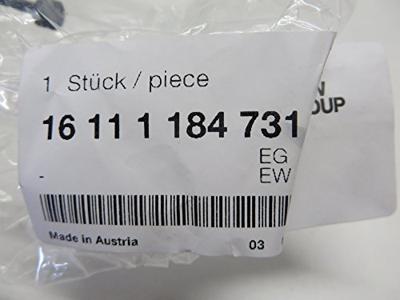 1 Stück / piece
16 11 1 184 731
EG
- EW
Made in Austria 03